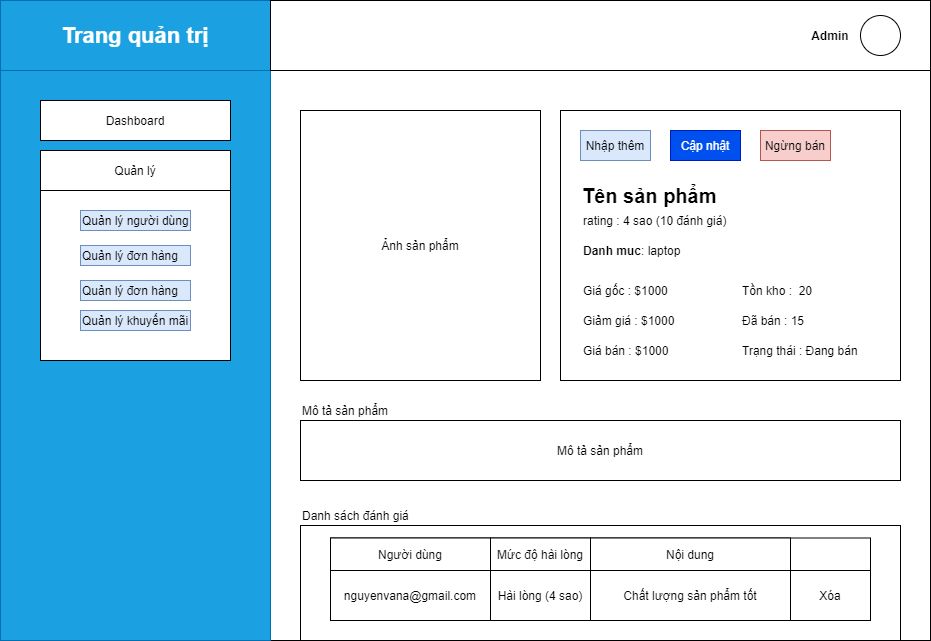 Trang quản trị
Admin
Dashboard
Quản lý
Quản lý người dùng
Quản lý đơn hàng
Quản lý đơn hàng
Quản lý khuyến mãi
Ảnh sản phẩm
Nhập thêm
Cập nhật
Ngừng bán
Tên sản phẩm
rating : 4 sao (10 đánh giá)
Danh muc: laptop
Giá gốc : $1000
Tồn kho : 20
Giảm giá : $1000
Đã bán : 15
Giá bán : $1000
Trạng thái : Đang bán
Mô tả sản phẩm
Mô tả sản phẩm
Danh sách đánh giá
Người dùng
Mức độ hải lòng
Nội dung
nguyenvana@gmail.com
Hải lòng (4 sao)
Chất lượng sản phẩm tốt
Xóa